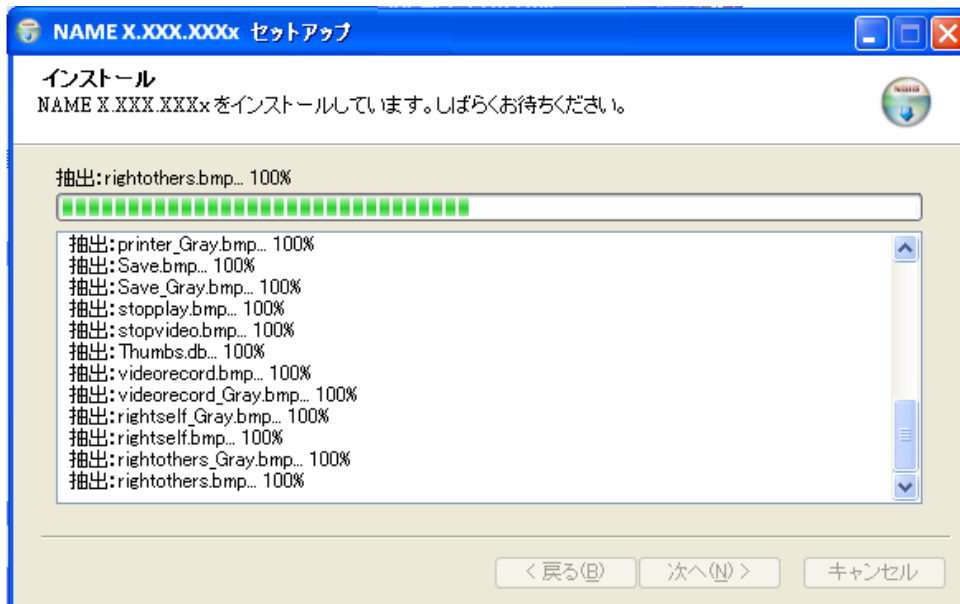 NAME X.XXX.XXXx セットアップ
インストール
NAME X.XXX.XXXx をインストールしています。しばらくお待ちください。
抽出:rightothers.bmp... 100%
抽出:printer_Gray.bmp... 100%
抽出:Save.bmp... 100%
抽出:Save_Gray.bmp... 100%
抽出:stopplay.bmp... 100%
抽出:stopvideo.bmp... 100%
抽出:Thumbs.db... 100%
抽出:videorecord.bmp... 100%
抽出:videorecord_Gray.bmp... 100%
抽出:rightself_Gray.bmp... 100%
抽出:rightself.bmp... 100%
抽出:rightothers_Gray.bmp... 100%
抽出:rightothers.bmp... 100%
< 戻る(B)
次へ(N) >
キャンセル